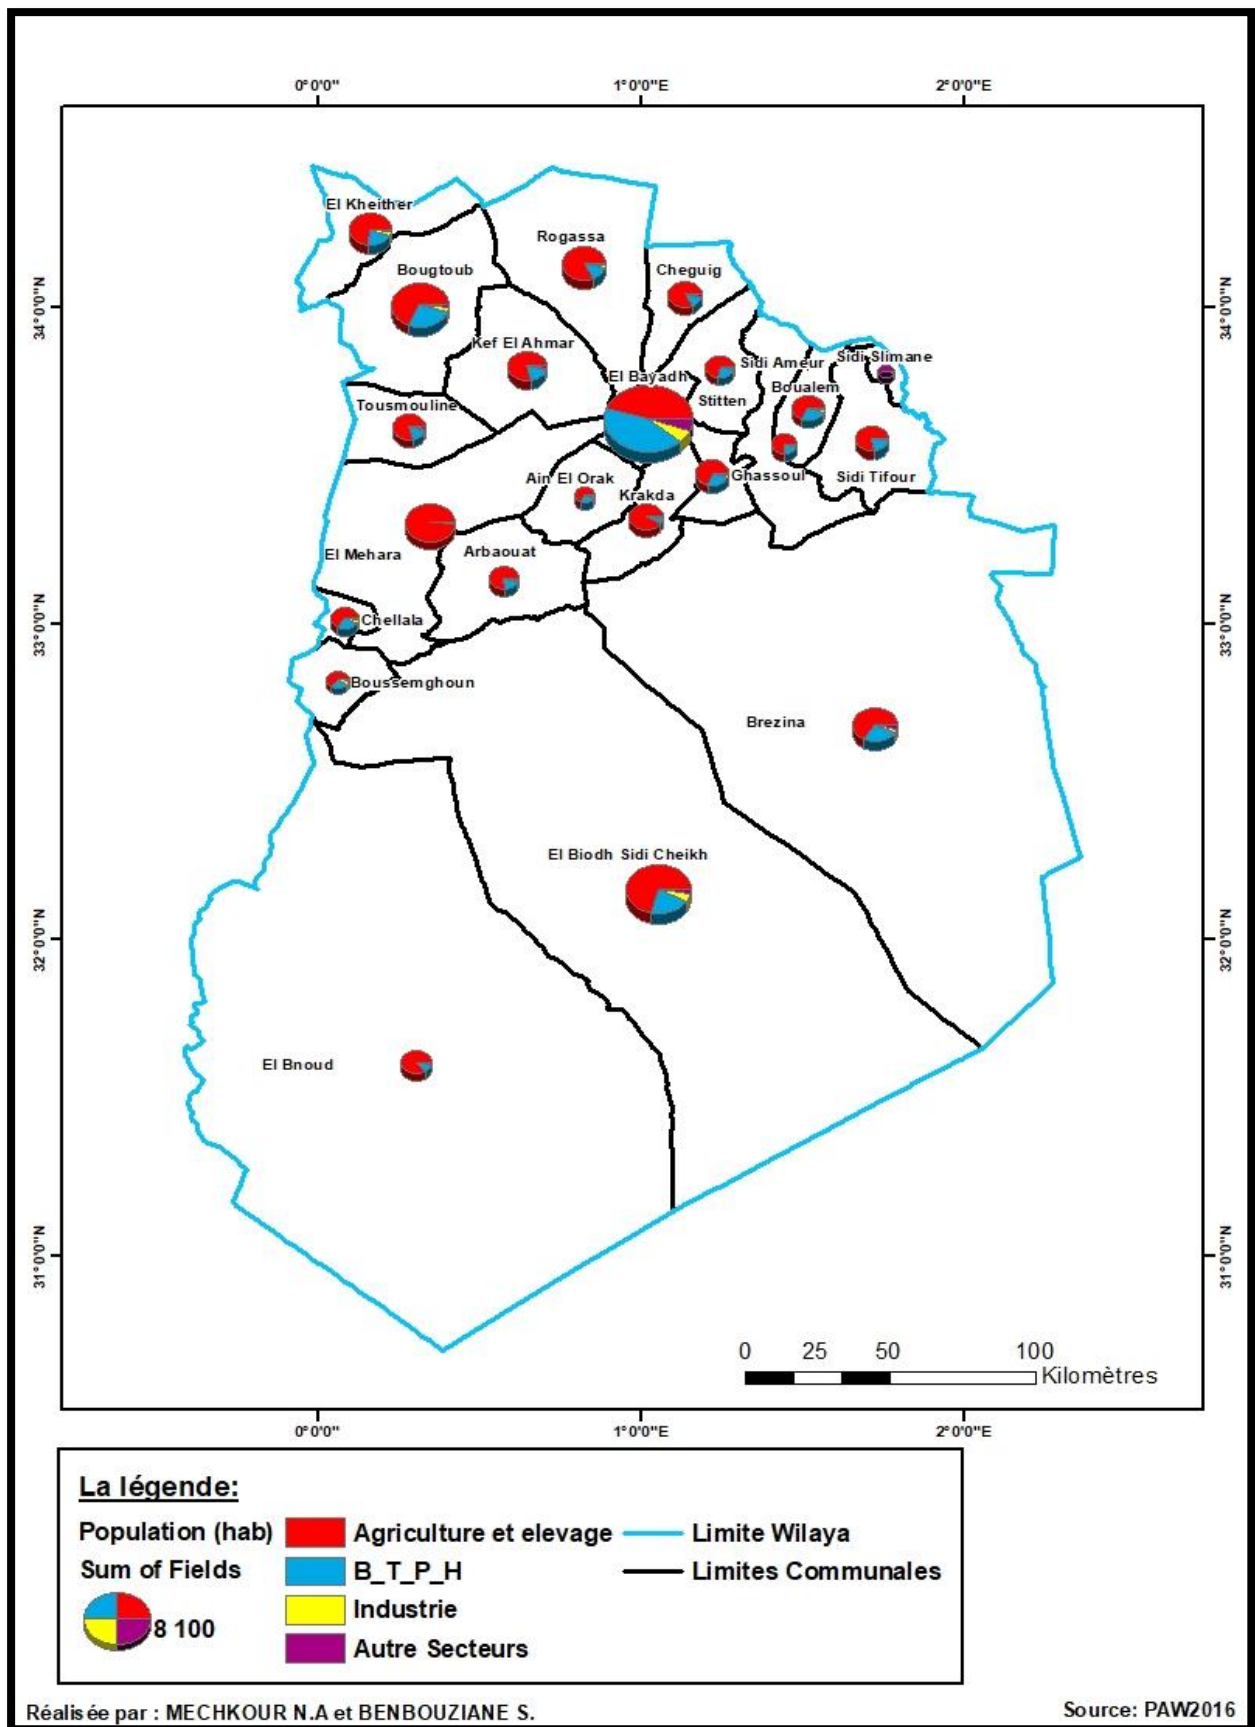 0°0'0" 1°0'0"E 2°0'0"E
El Kheither
Rogassa
Bougtoub
Cheguig
34°0'0"N
34°0'0"N
Kef El Ahmar
Sidi Ameur
Sidi Slimane
El Bayadh
Boualem
Stitten
Tousmouline
Ain El Orak
Krakda
Ghassoul
Sidi Tifour
El Mehara
Arbaouat
Chellala
33°0'0"N
33°0'0"N
Boussemghoun
Brezina
El Biodh Sidi Cheikh
32°0'0"N
32°0'0"N
El Bnoud
31°0'0"N
31°0'0"N
0 25 50 100
Kilomètres
0°0'0" 1°0'0"E 2°0'0"E
La légende:
Population (hab)
Sum of Fields
8 100
Agriculture et elevage
B_T_P_H
Industrie
Autre Secteurs
Limite Wilaya
Limites Communales
Réalisée par : MECHKOUR N.A et BENBOUZIANE S.
Source: PAW2016